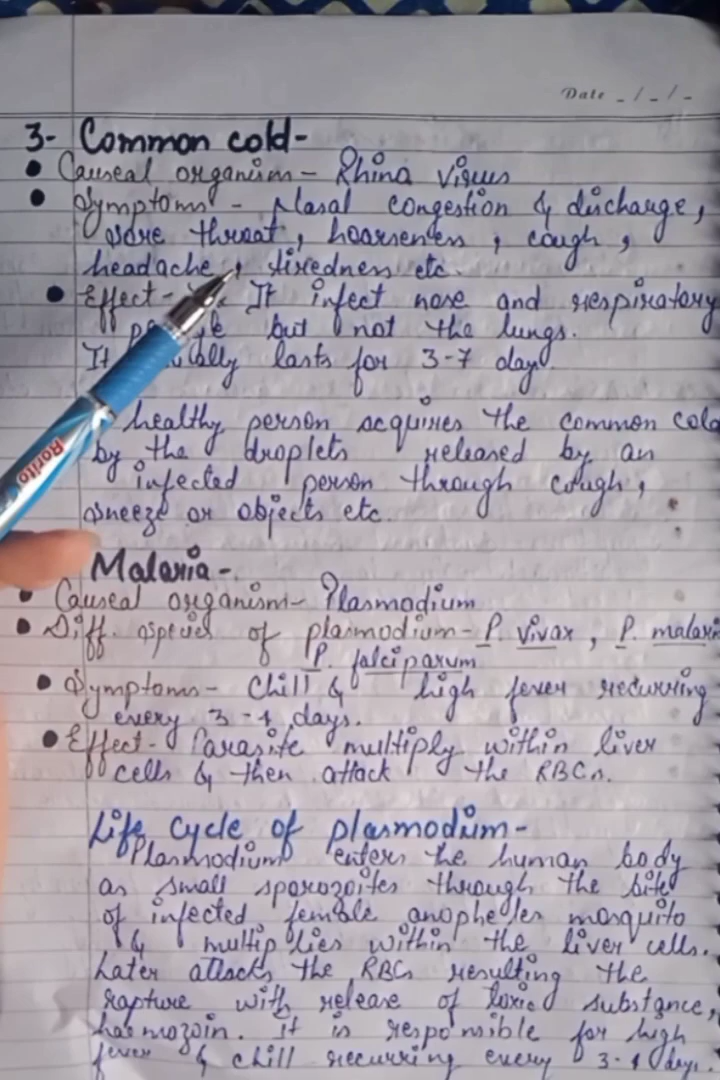 Date _/_/_
3- Common cold-
Causeal organism- Rhino virus
Symptoms - Nasal congestion & discharge,
sore throat, hoarseness, cough,
headache, tiredness etc.
Effect- It infect nose and respiratory
but not the lungs.
It lasts for 3-7 days.
healthy person acquires the common cold
by the droplets released by an
infected person through cough,
sneeze or objects etc.
Rorito
Malaria-
Causeal organism- Plasmodium
Diff. species of plasmodium- P. vivax, P. malaria
P. falciparum
Symptoms- Chill & high fever recurring
every 3-4 days.
Effect- Parasite multiply within liver
cells & then attack the RBCs.
Life Cycle of plasmodium-
Plasmodium enters the human body
as small sporozoites through the bite
of infected female anopheles mosquito
& multiplies within the liver cells.
Later attacks the RBCs resulting the
rapture with release of toxic substance,
haemozoin. It is responsible for high
fever & chill recurring every 3-4 days.